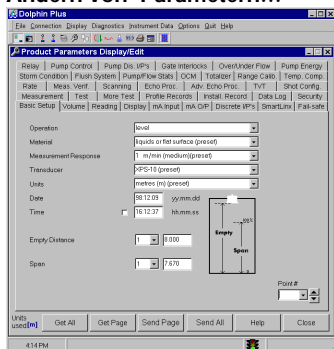 Ändern von Parametern...
Dolphin Plus
File Connection Display Diagnostics Instrument Data Options Quit Help
Product Parameters Display/Edit
Relay Pump Control Pump Dis. I/P's Gate Interlocks Over/Under Flow Pump Energy
Storm Condition Flush System Pump/Flow Stats OCM Totalizer Range Calib. Temp. Comp.
Rate Meas. Verif. Scanning Echo Proc. Adv. Echo Proc. TVT Shot Config.
Measurement Test More Test Profile Records Install. Record Data Log Security
Basic Setup Volume Reading Display mA Input mA O/P Discrete I/P's SmartLinx Fail-safe
Operation level
Material liquids or flat surface (preset)
Measurement Response 1 m/min (medium)(preset)
Transducer XPS-10 (preset)
Units metres (m) (preset)
Date 98:12:09 yy:mm.dd
Time 16:12:37 hh.mm.ss
Empty Distance 1 8.000
Span 1 7.670
Empty
100%
Span
Point #
Units used:[m] Get All Get Page Send Page Send All Help Close
4:14 PM